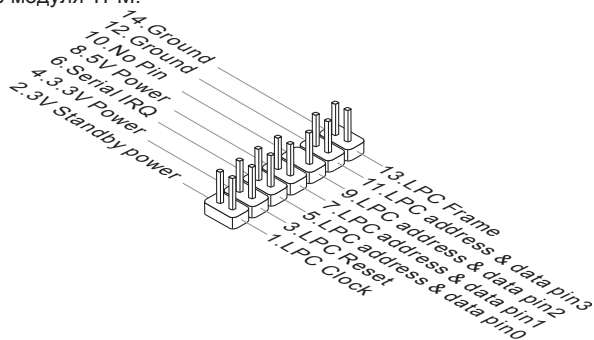 модуля TPM.
14.Ground
12.Ground
10.No Pin
8.5V Power
6.Serial IRQ
4.3.3V Power
2.3V Standby power
13.LPC Frame
11.LPC address & data pin3
9.LPC address & data pin2
7.LPC address & data pin1
5.LPC address & data pin0
3.LPC Reset
1.LPC Clock